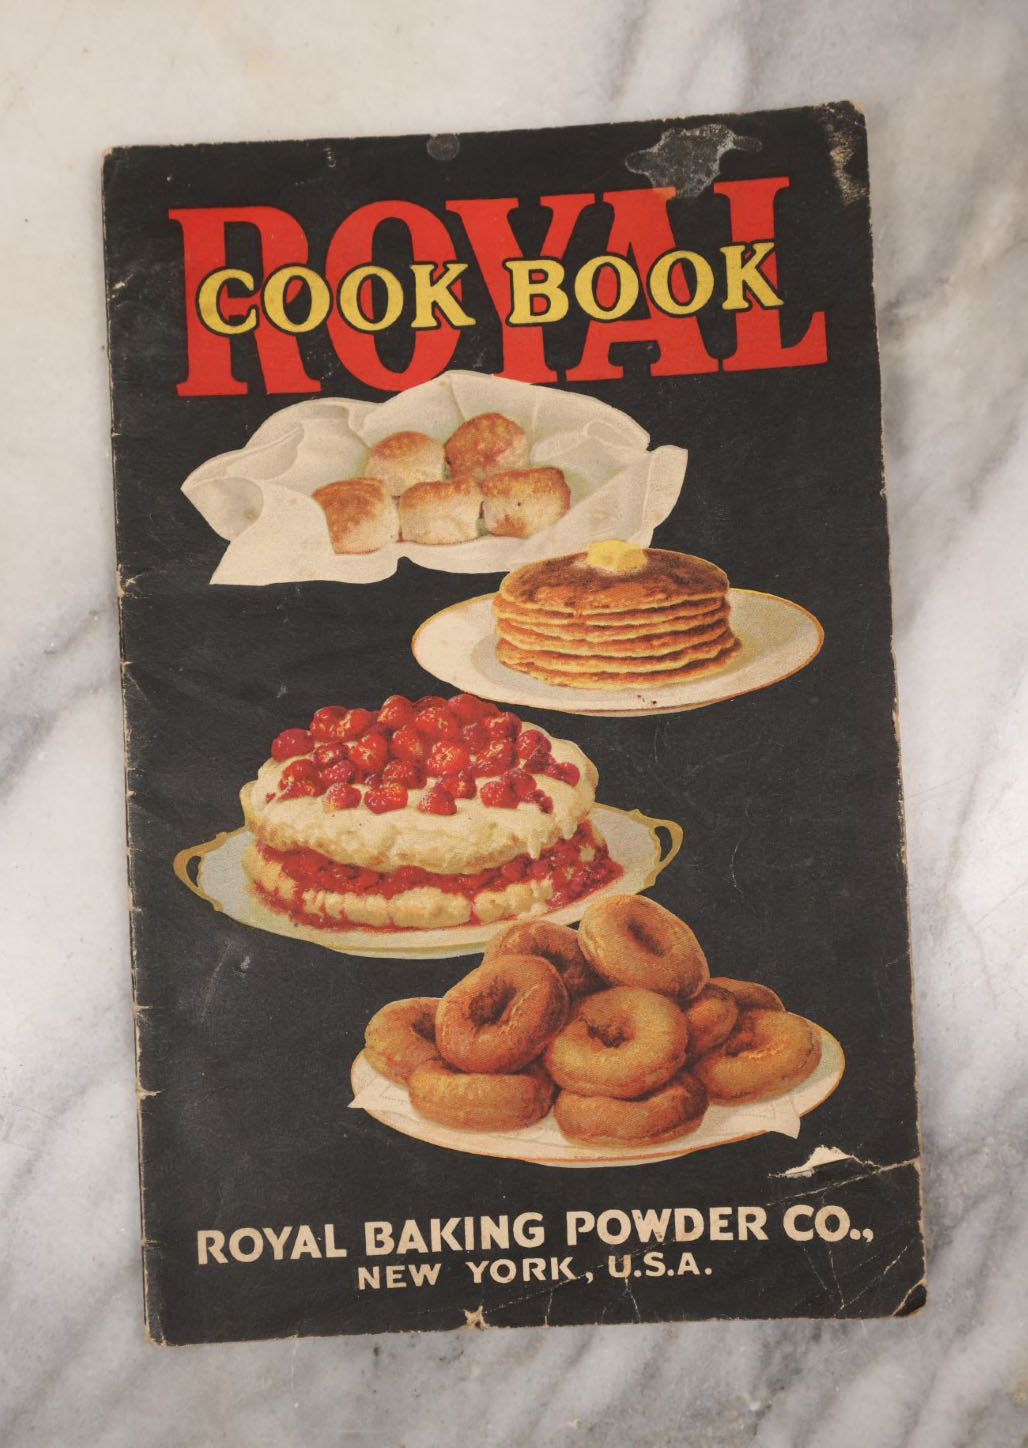 ROYAL
COOK BOOK
ROYAL BAKING POWDER CO.,
NEW YORK, U.S.A.